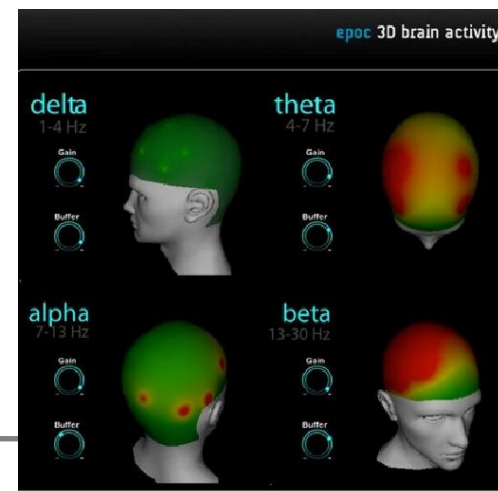 epoc 3D brain activity
delta
1-4 Hz
Gain
Buffer
theta
4-7 Hz
Gain
Buffer
alpha
7-13 Hz
Gain
Buffer
beta
13-30 Hz
Gain
Buffer